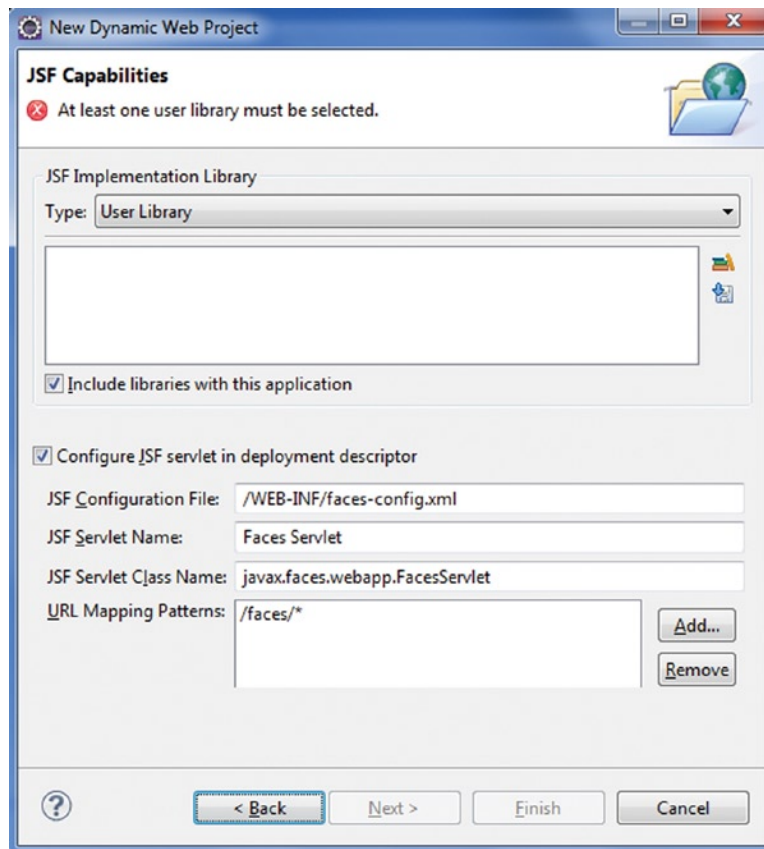 New Dynamic Web Project
JSF Capabilities
At least one user library must be selected.
JSF Implementation Library
Type: User Library
Include libraries with this application
Configure JSF servlet in deployment descriptor
JSF Configuration File: /WEB-INF/faces-config.xml
JSF Servlet Name: Faces Servlet
JSF Servlet Class Name: javax.faces.webapp.FacesServlet
URL Mapping Patterns: /faces/*
Add...
Remove
? < Back Next > Finish Cancel